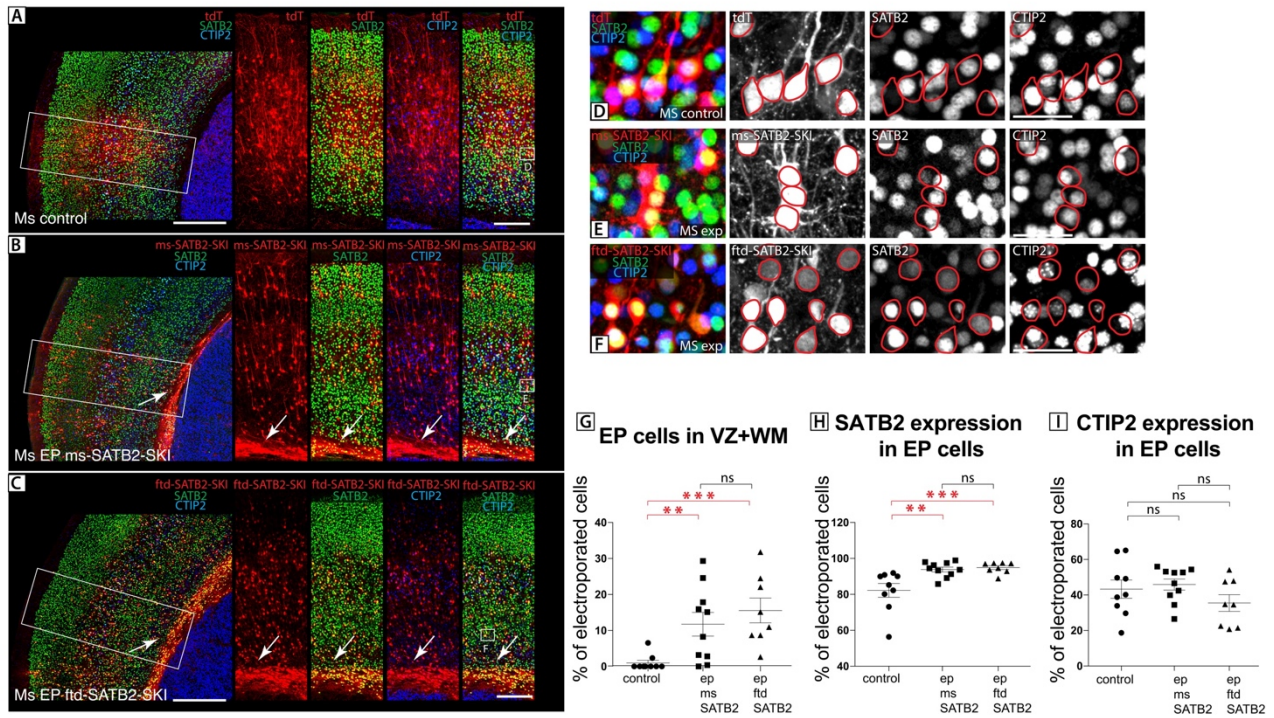 A
tdT
SATB2
CTIP2
tdT
tdT
SATB2
tdT
CTIP2
tdT
SATB2
CTIP2
D
Ms control
B
ms-SATB2-SKI
SATB2
CTIP2
ms-SATB2-SKI
ms-SATB2-SKI
SATB2
ms-SATB2-SKI
CTIP2
ms-SATB2-SKI
SATB2
CTIP2
E
Ms EP ms-SATB2-SKI
C
ftd-SATB2-SKI
SATB2
CTIP2
ftd-SATB2-SKI
ftd-SATB2-SKI
SATB2
ftd-SATB2-SKI
CTIP2
ftd-SATB2-SKI
SATB2
CTIP2
F
Ms EP ftd-SATB2-SKI
tdT
SATB2
CTIP2
D
MS control
tdT
SATB2
CTIP2
ms-SATB2-SKI
SATB2
CTIP2
E
MS exp
ms-SATB2-SKI
SATB2
CTIP2
ftd-SATB2-SKI
SATB2
CTIP2
F
MS exp
ftd-SATB2-SKI
SATB2
CTIP2
G EP cells in VZ+WM
ns
***
**
% of electroporated cells
40
30
20
10
0
control
ep
ms
SATB2
ep
ftd
SATB2
H SATB2 expression
in EP cells
ns
***
**
% of electroporated cells
120
100
80
60
40
control
ep
ms
SATB2
ep
ftd
SATB2
I CTIP2 expression
in EP cells
ns
ns
ns
% of electroporated cells
80
60
40
20
0
control
ep
ms
SATB2
ep
ftd
SATB2